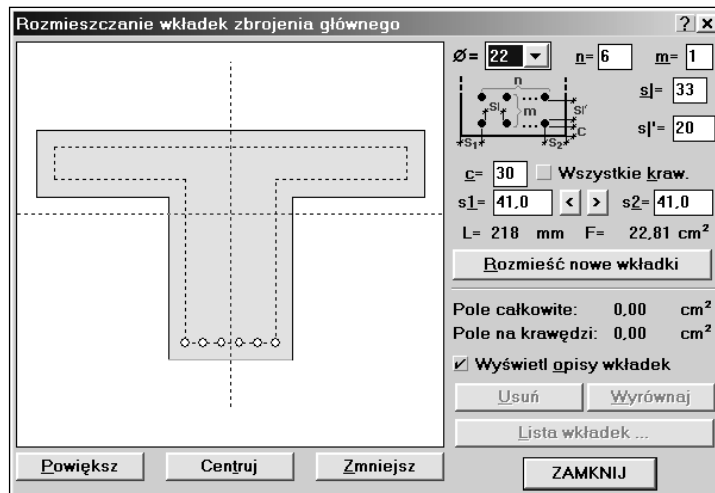 Rozmieszczanie wkładek zbrojenia głównego
Ø= 22 n= 6 m= 1
n
m
sl
sl'
c
s1
s2
sl= 33
sl'= 20
c= 30 Wszystkie kraw.
s1= 41,0 < > s2= 41,0
L= 218 mm F= 22,81 cm²
Rozmieść nowe wkładki
Pole całkowite: 0,00 cm²
Pole na krawędzi: 0,00 cm²
Wyświetl opisy wkładek
Usuń Wyrównaj
Lista wkładek ...
Powiększ Centruj Zmniejsz ZAMKNIJ